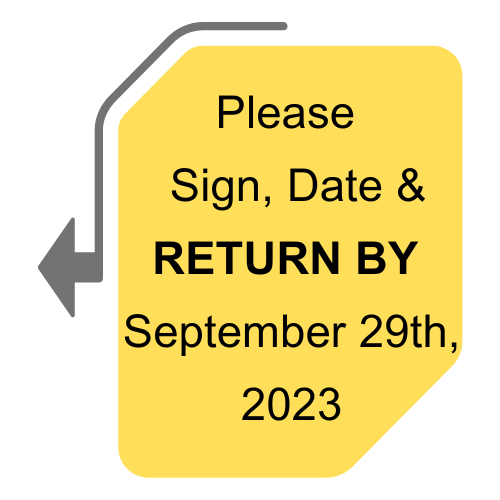 Please
Sign, Date &
RETURN BY
September 29th,
2023